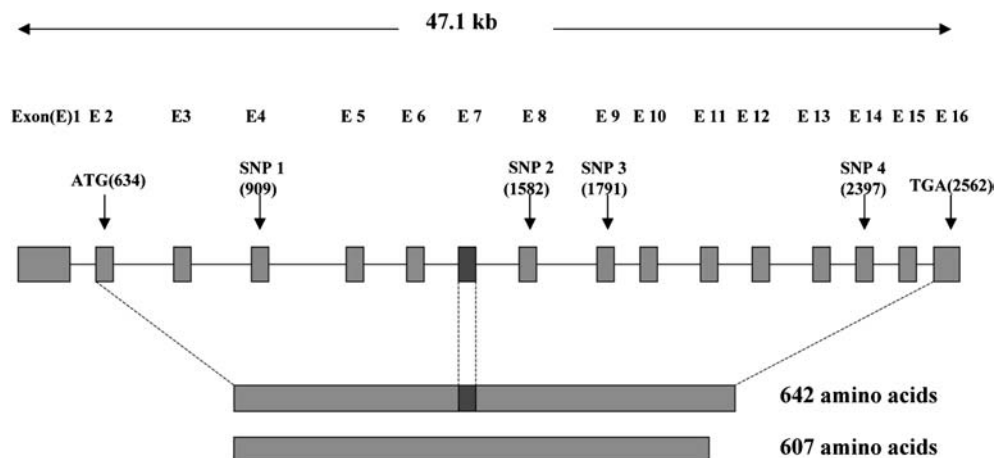 47.1 kb
Exon(E)1 E 2 E3 E4 E 5 E 6 E 7 E 8 E 9 E 10 E 11 E 12 E 13 E 14 E 15 E 16
ATG(634)
SNP 1
(909)
SNP 2
(1582)
SNP 3
(1791)
SNP 4
(2397)
TGA(2562)
642 amino acids
607 amino acids